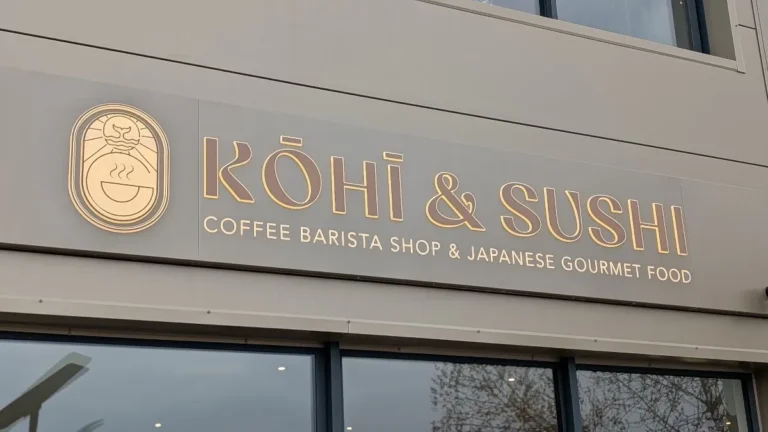 KŌHĪ & SUSHI
COFFEE BARISTA SHOP & JAPANESE GOURMET FOOD